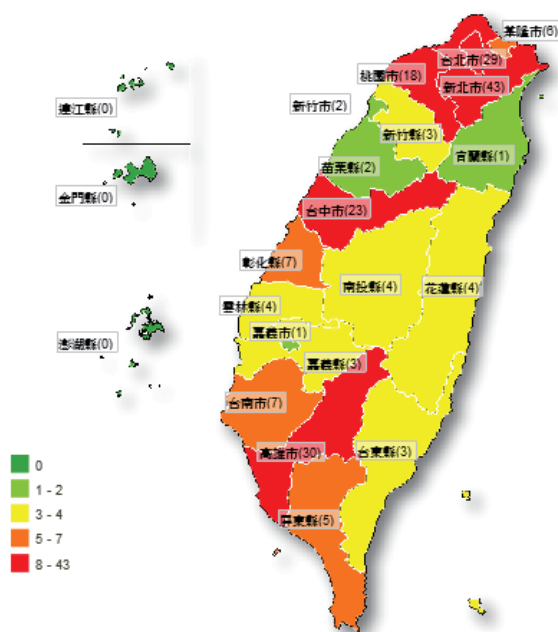 基隆市(6)
台北市(29)
桃園市(18)
新北市(43)
連江縣(0)
新竹市(2)
新竹縣(3)
宜蘭縣(1)
苗栗縣(2)
金門縣(0)
台中市(23)
彰化縣(7)
南投縣(4)
花蓮縣(4)
雲林縣(4)
嘉義市(1)
澎湖縣(0)
嘉義縣(3)
台南市(7)
高雄市(30)
台東縣(3)
屏東縣(5)
0
1 - 2
3 - 4
5 - 7
8 - 43